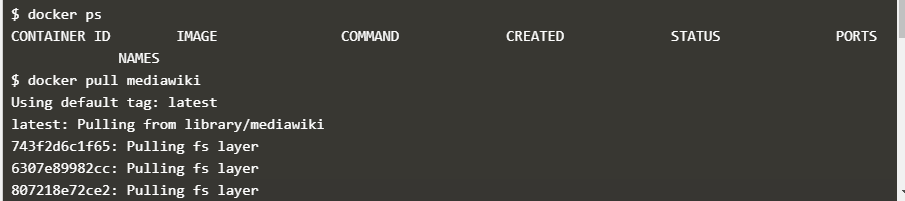 $ docker ps
CONTAINER ID        IMAGE               COMMAND             CREATED             STATUS              PORTS
             NAMES
$ docker pull mediawiki
Using default tag: latest
latest: Pulling from library/mediawiki
743f2d6c1f65: Pulling fs layer
6307e89982cc: Pulling fs layer
807218e72ce2: Pulling fs layer